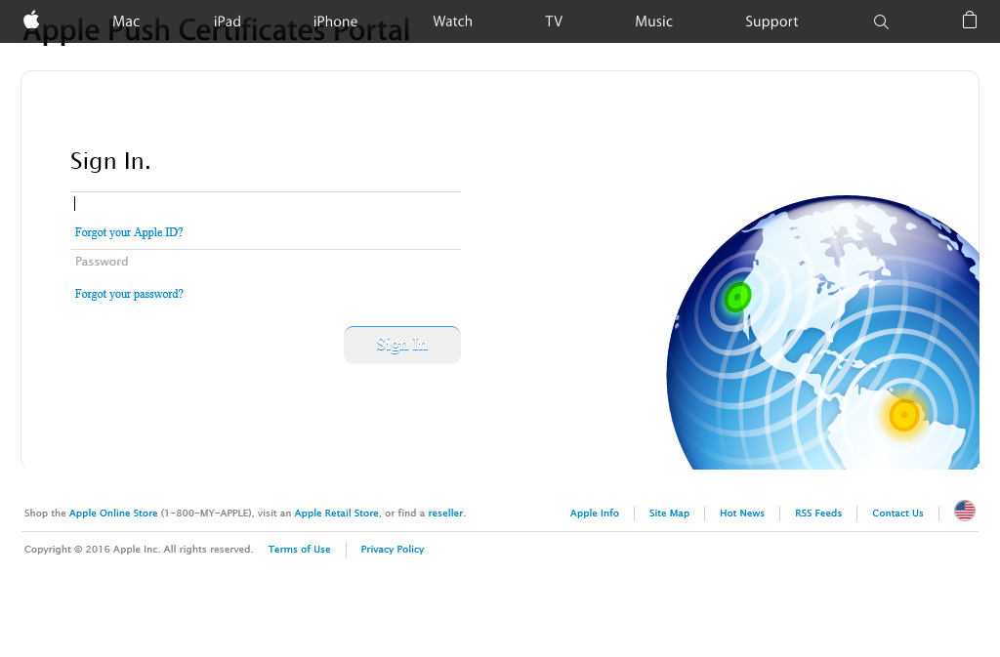 Mac iPad iPhone Watch TV Music Support
Apple Push Certificates Portal
Sign In.
Forgot your Apple ID?
Password
Forgot your password?
Sign In
Shop the Apple Online Store (1-800-MY-APPLE), visit an Apple Retail Store, or find a reseller.
Apple Info Site Map Hot News RSS Feeds Contact Us
Copyright © 2016 Apple Inc. All rights reserved. Terms of Use Privacy Policy